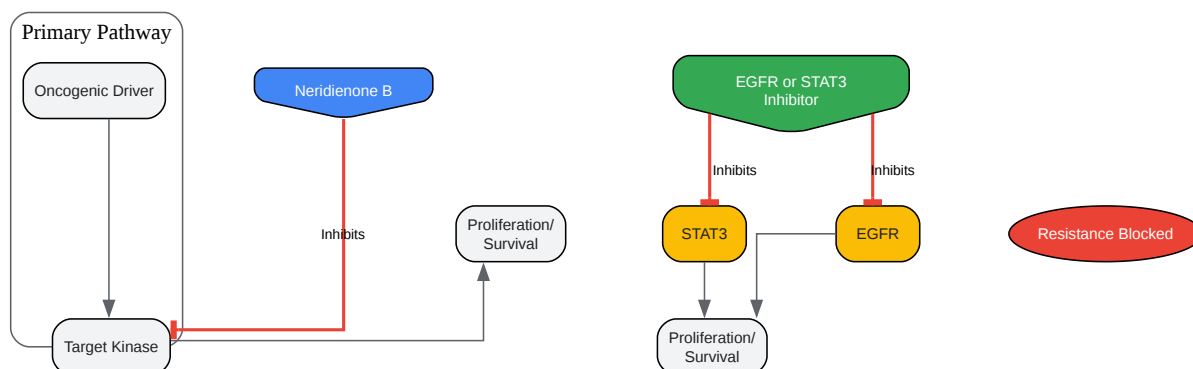 Primary Pathway
Oncogenic Driver
Neridienone B
EGFR or STAT3
Inhibitor
Inhibits
Inhibits
Inhibits
Proliferation/
Survival
STAT3
EGFR
Resistance Blocked
Target Kinase
Proliferation/
Survival